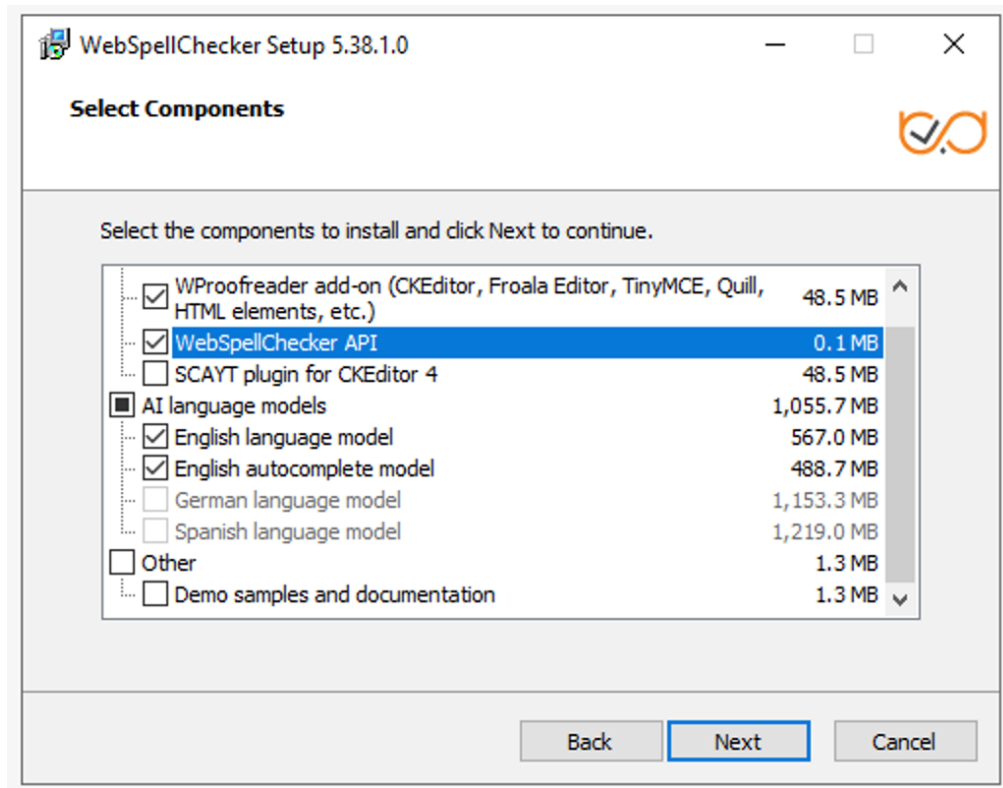 WebSpellChecker Setup 5.38.1.0
Select Components
Select the components to install and click Next to continue.
WProofreader add-on (CKEditor, Froala Editor, TinyMCE, Quill,
HTML elements, etc.) 48.5 MB
WebSpellChecker API 0.1 MB
SCAYT plugin for CKEditor 4 48.5 MB
AI language models 1,055.7 MB
English language model 567.0 MB
English autocomplete model 488.7 MB
German language model 1,153.3 MB
Spanish language model 1,219.0 MB
Other 1.3 MB
Demo samples and documentation 1.3 MB
Back Next Cancel